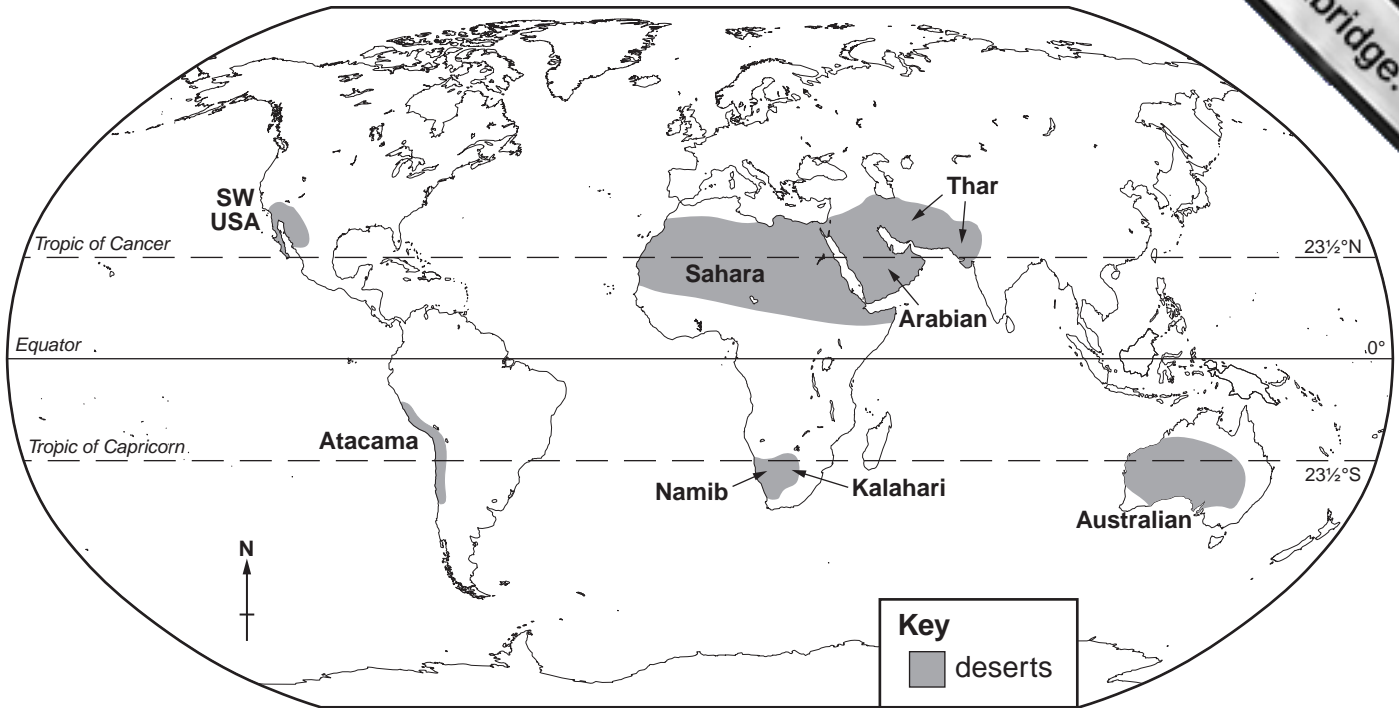 bridge.
SW
USA
Thar
Tropic of Cancer
23½°N
Sahara
Arabian
Equator
0°
Atacama
Tropic of Capricorn
23½°S
Namib
Kalahari
Australian
N
Key
deserts